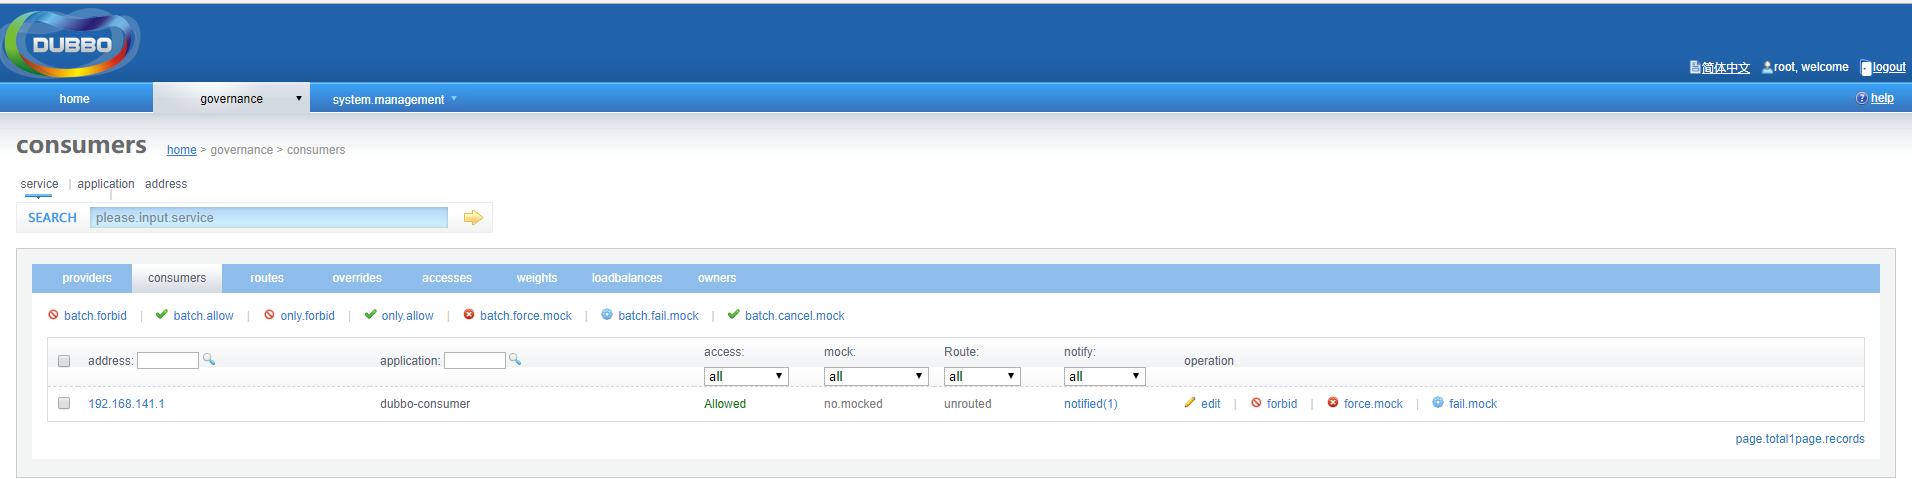 DUBBO
简体中文 root, welcome logout
home governance system.management help
consumers home > governance > consumers
service | application address
SEARCH please.input.service
providers consumers routes overrides accesses weights loadbalances owners
batch.forbid | batch.allow | only.forbid | only.allow | batch.force.mock | batch.fail.mock | batch.cancel.mock
address: application: access: mock: Route: notify: operation
all all all all
192.168.141.1 dubbo-consumer Allowed no.mocked unrouted notified(1) edit | forbid | force.mock | fail.mock
page.total1page.records